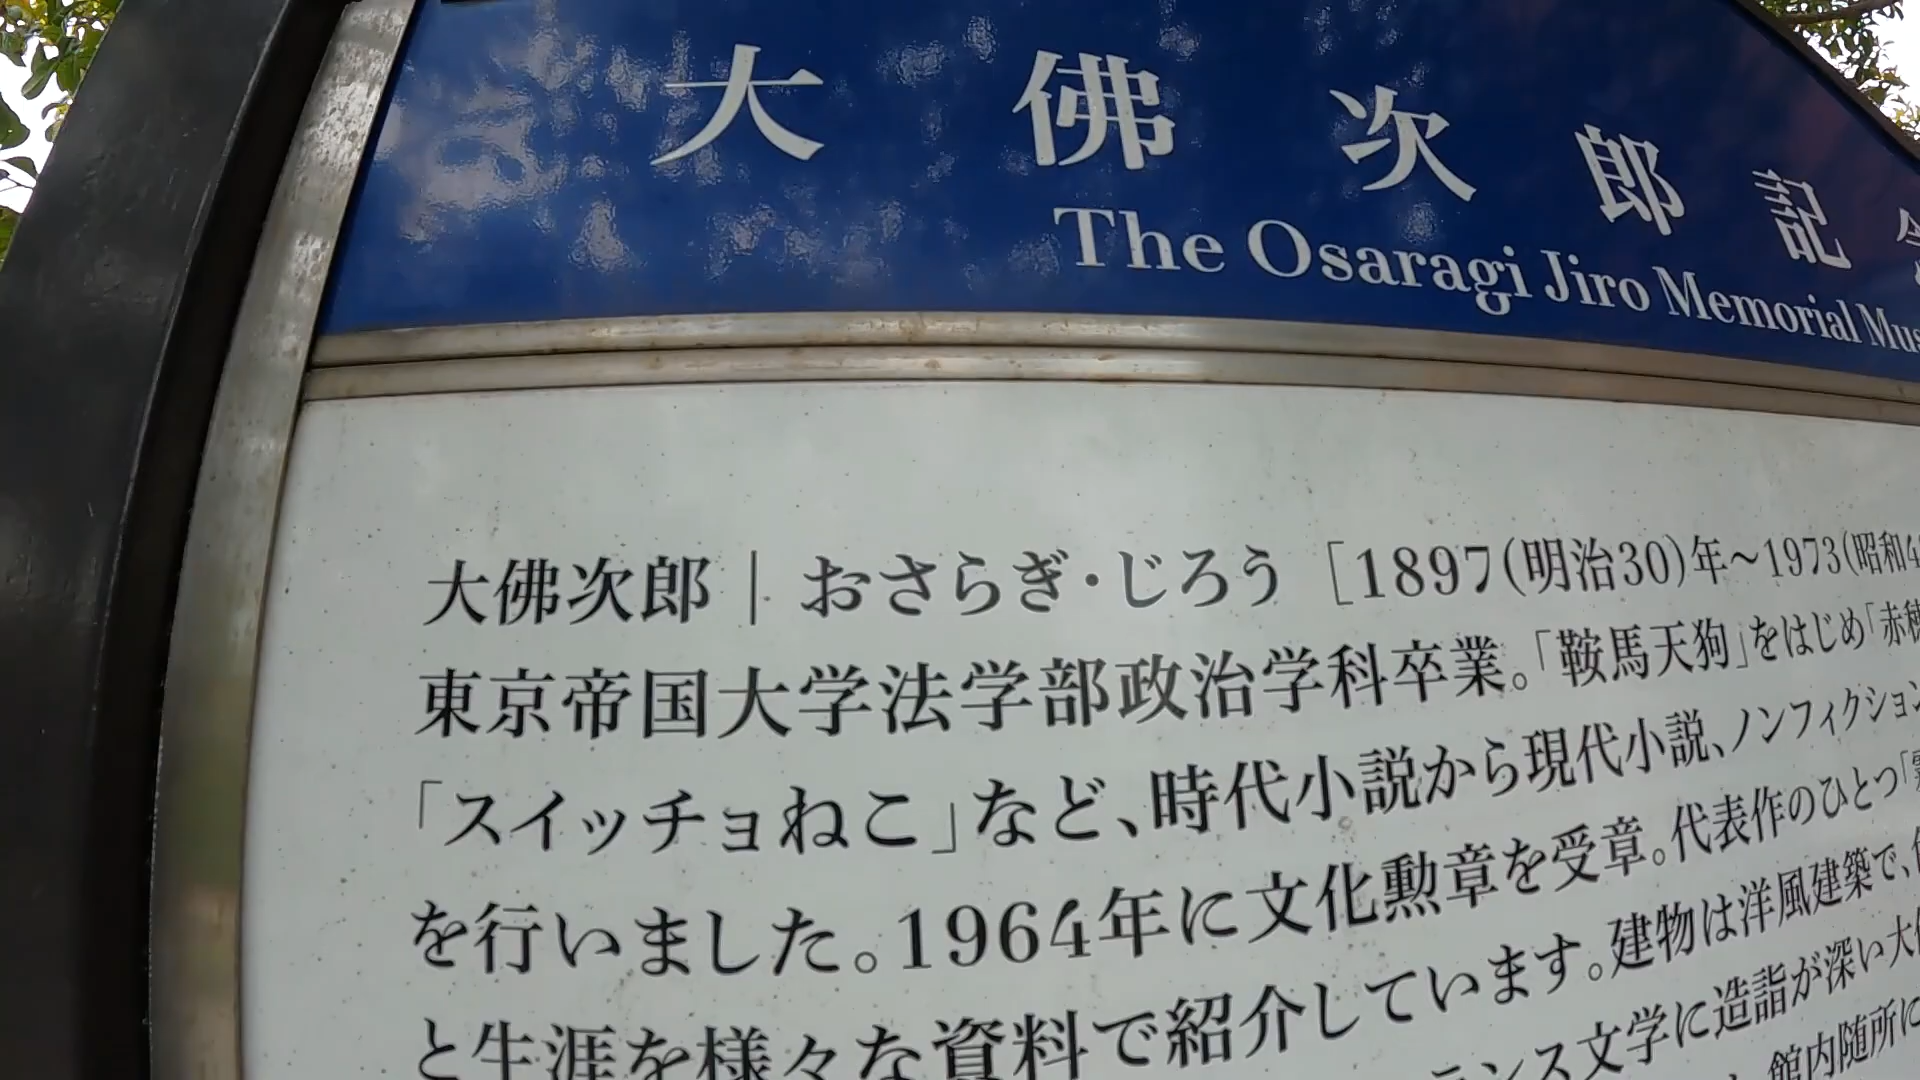 大佛次郎記
The Osaragi Jiro Memorial
大佛次郎｜おさらぎ・じろう［1897(明治30)年～1973(昭和4
東京帝国大学法学部政治学科卒業。「鞍馬天狗」をはじめ「赤穂
「スイッチョねこ」など、時代小説から現代小説、ノンフィクション
を行いました。1964年に文化勲章を受章。代表作のひとつ「
と生涯を様々な資料で紹介しています。建物は洋風建築で、
ンス文学に造詣が深い大
館内随所に